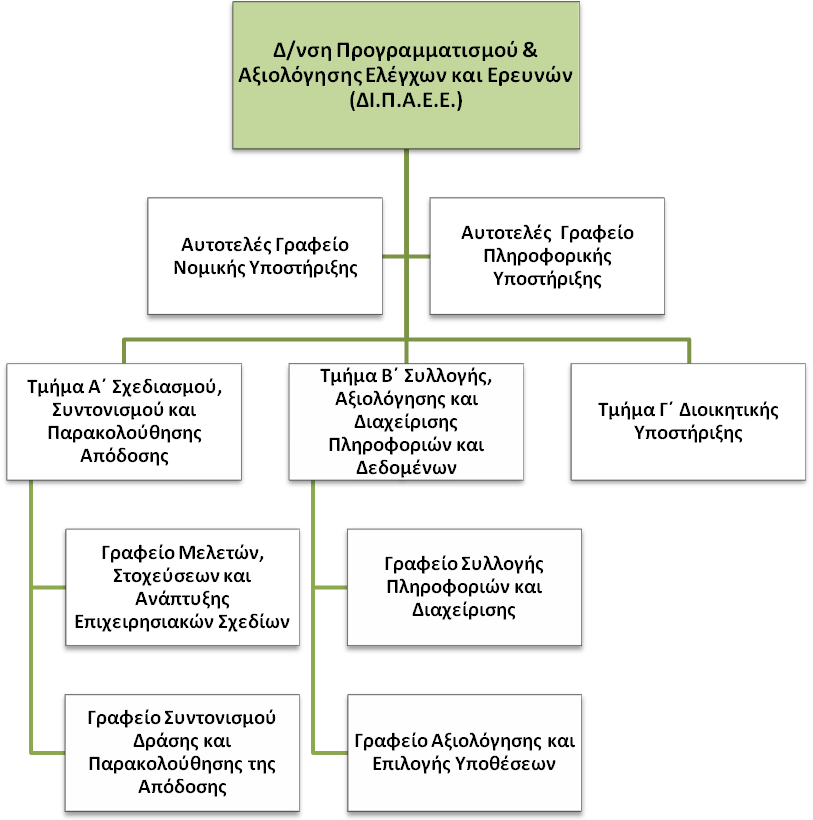 Δ/νση Προγραμματισμού &
Αξιολόγησης Ελέγχων και Ερευνών
(ΔΙ.Π.Α.Ε.Ε.)
Αυτοτελές Γραφείο
Νομικής Υποστήριξης
Αυτοτελές Γραφείο
Πληροφορικής
Υποστήριξης
Τμήμα Α΄ Σχεδιασμού,
Συντονισμού και
Παρακολούθησης
Απόδοσης
Τμήμα Β΄ Συλλογής,
Αξιολόγησης και
Διαχείρισης
Πληροφοριών και
Δεδομένων
Τμήμα Γ΄ Διοικητικής
Υποστήριξης
Γραφείο Μελετών,
Στοχεύσεων και
Ανάπτυξης
Επιχειρησιακών Σχεδίων
Γραφείο Συλλογής
Πληροφοριών και
Διαχείρισης
Γραφείο Συντονισμού
Δράσης και
Παρακολούθησης της
Απόδοσης
Γραφείο Αξιολόγησης και
Επιλογής Υποθέσεων